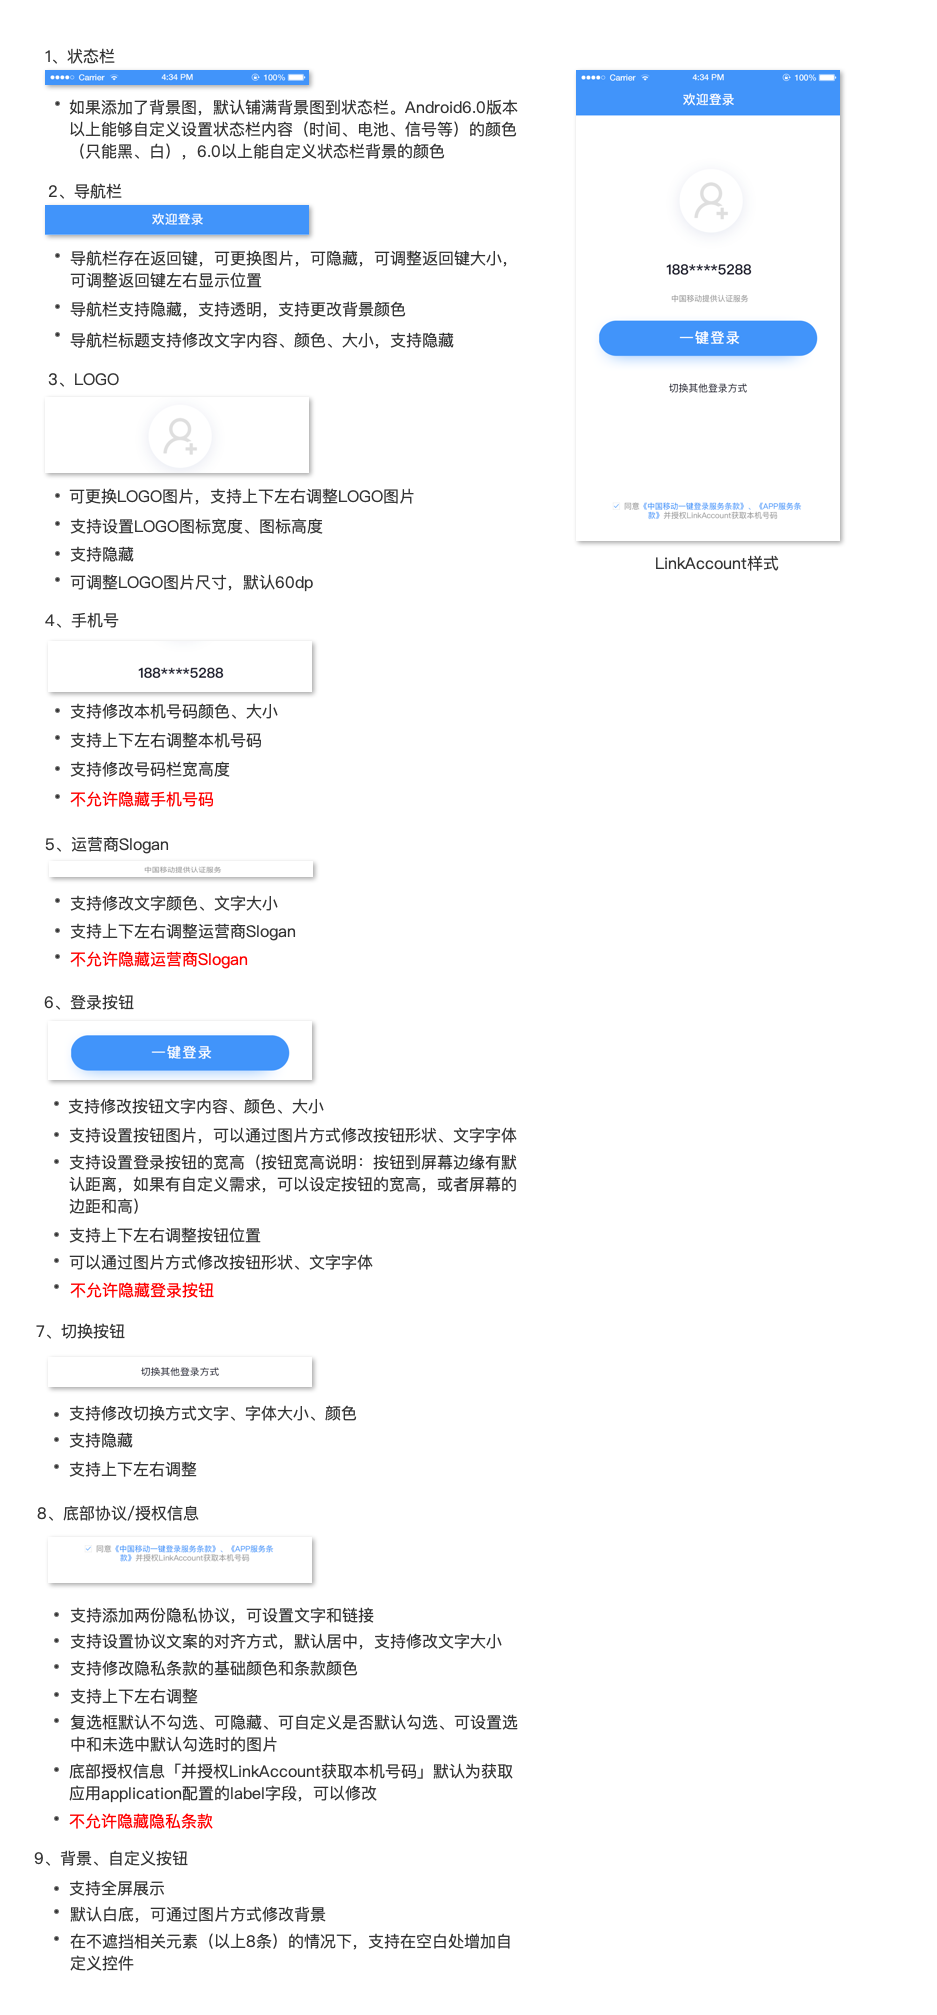 1、状态栏
Carrier 4:34 PM 100%
如果添加了背景图，默认铺满背景图到状态栏。Android6.0版本
以上能够自定义设置状态栏内容（时间、电池、信号等）的颜色
（只能黑、白），6.0以上能自定义状态栏背景的颜色
2、导航栏
欢迎登录
导航栏存在返回键，可更换图片，可隐藏，可调整返回键大小，
可调整返回键左右显示位置
导航栏支持隐藏，支持透明，支持更改背景颜色
导航栏标题支持修改文字内容、颜色、大小，支持隐藏
3、LOGO
可更换LOGO图片，支持上下左右调整LOGO图片
支持设置LOGO图标宽度、图标高度
支持隐藏
可调整LOGO图片尺寸，默认60dp
4、手机号
188****5288
支持修改本机号码颜色、大小
支持上下左右调整本机号码
支持修改号码栏宽高度
不允许隐藏手机号码
5、运营商Slogan
中国移动提供认证服务
支持修改文字颜色、文字大小
支持上下左右调整运营商Slogan
不允许隐藏运营商Slogan
6、登录按钮
一键登录
支持修改按钮文字内容、颜色、大小
支持设置按钮图片，可以通过图片方式修改按钮形状、文字字体
支持设置登录按钮的宽高（按钮宽高说明：按钮到屏幕边缘有默
认距离，如果有自定义需求，可以设定按钮的宽高，或者屏幕的
边距和高）
支持上下左右调整按钮位置
可以通过图片方式修改按钮形状、文字字体
不允许隐藏登录按钮
7、切换按钮
切换其他登录方式
支持修改切换方式文字、字体大小、颜色
支持隐藏
支持上下左右调整
8、底部协议/授权信息
同意《中国移动一键登录服务条款》、《APP服务条
款》并授权LinkAccount获取本机号码
支持添加两份隐私协议，可设置文字和链接
支持设置协议文案的对齐方式，默认居中，支持修改文字大小
支持修改隐私条款的基础颜色和条款颜色
支持上下左右调整
复选框默认不勾选、可隐藏、可自定义是否默认勾选、可设置选
中和未选中默认勾选时的图片
底部授权信息「并授权LinkAccount获取本机号码」默认为获取
应用application配置的label字段，可以修改
不允许隐藏隐私条款
9、背景、自定义按钮
支持全屏展示
默认白底，可通过图片方式修改背景
在不遮挡相关元素（以上8条）的情况下，支持在空白处增加自
定义控件
Carrier 4:34 PM 100%
欢迎登录
188****5288
中国移动提供认证服务
一键登录
切换其他登录方式
同意《中国移动一键登录服务条款》、《APP服务条
款》并授权LinkAccount获取本机号码
LinkAccount样式